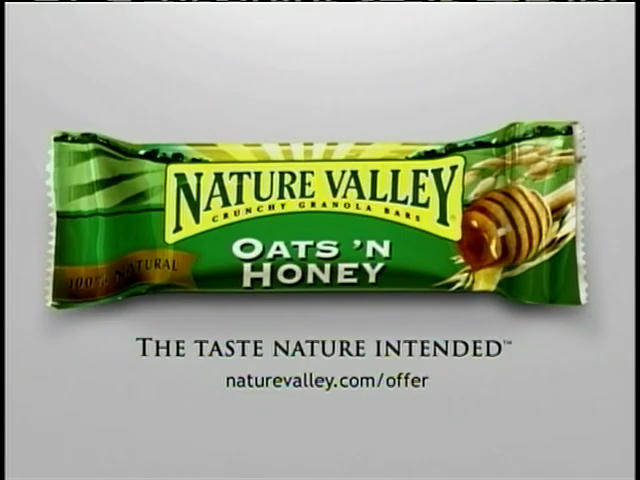 NATURE VALLEY
CRUNCHY GRANOLA BARS
OATS 'N
HONEY
100% NATURAL
THE TASTE NATURE INTENDED™
naturevalley.com/offer